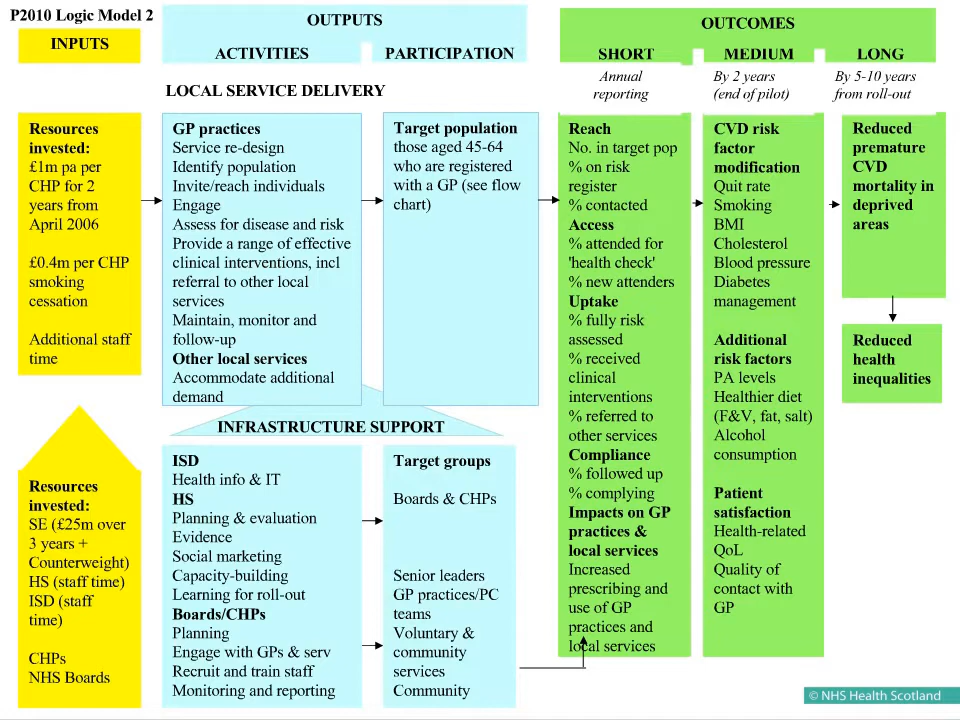 P2010 Logic Model 2
INPUTS
OUTPUTS
ACTIVITIES
PARTICIPATION
OUTCOMES
SHORT
MEDIUM
LONG
Annual
reporting
By 2 years
(end of pilot)
By 5-10 years
from roll-out
LOCAL SERVICE DELIVERY
Resources
invested:
£1m pa per
CHP for 2
years from
April 2006
£0.4m per CHP
smoking
cessation
Additional staff
time
GP practices
Service re-design
Identify population
Invite/reach individuals
Engage
Assess for disease and risk
Provide a range of effective
clinical interventions, incl
referral to other local
services
Maintain, monitor and
follow-up
Other local services
Accommodate additional
demand
Target population
those aged 45-64
who are registered
with a GP (see flow
chart)
Reach
No. in target pop
% on risk
register
% contacted
Access
% attended for
'health check'
% new attenders
Uptake
% fully risk
assessed
% received
clinical
interventions
% referred to
other services
Compliance
% followed up
% complying
Impacts on GP
practices &
local services
Increased
prescribing and
use of GP
practices and
local services
CVD risk
factor
modification
Quit rate
Smoking
BMI
Cholesterol
Blood pressure
Diabetes
management
Additional
risk factors
PA levels
Healthier diet
(F&V, fat, salt)
Alcohol
consumption
Patient
satisfaction
Health-related
QoL
Quality of
contact with
GP
Reduced
premature
CVD
mortality in
deprived
areas
Reduced
health
inequalities
INFRASTRUCTURE SUPPORT
Resources
invested:
SE (£25m over
3 years +
Counterweight)
HS (staff time)
ISD (staff
time)
CHPs
NHS Boards
ISD
Health info & IT
HS
Planning & evaluation
Evidence
Social marketing
Capacity-building
Learning for roll-out
Boards/CHPs
Planning
Engage with GPs & serv
Recruit and train staff
Monitoring and reporting
Target groups
Boards & CHPs
Senior leaders
GP practices/PC
teams
Voluntary &
community
services
Community
© NHS Health Scotland